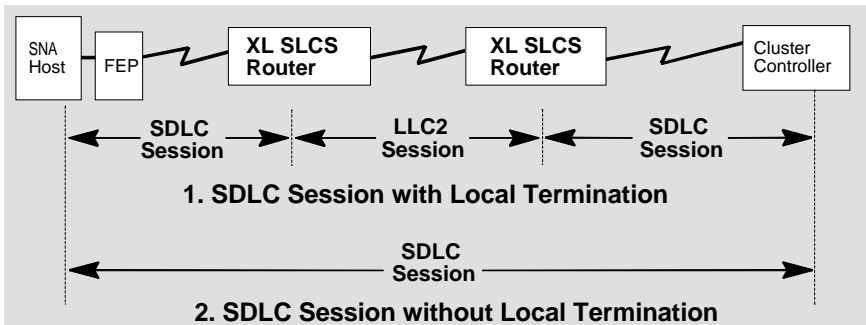 SNA
Host
FEP
XL SLCS
Router
XL SLCS
Router
Cluster
Controller
SDLC
Session
LLC2
Session
SDLC
Session
1. SDLC Session with Local Termination
SDLC
Session
2. SDLC Session without Local Termination